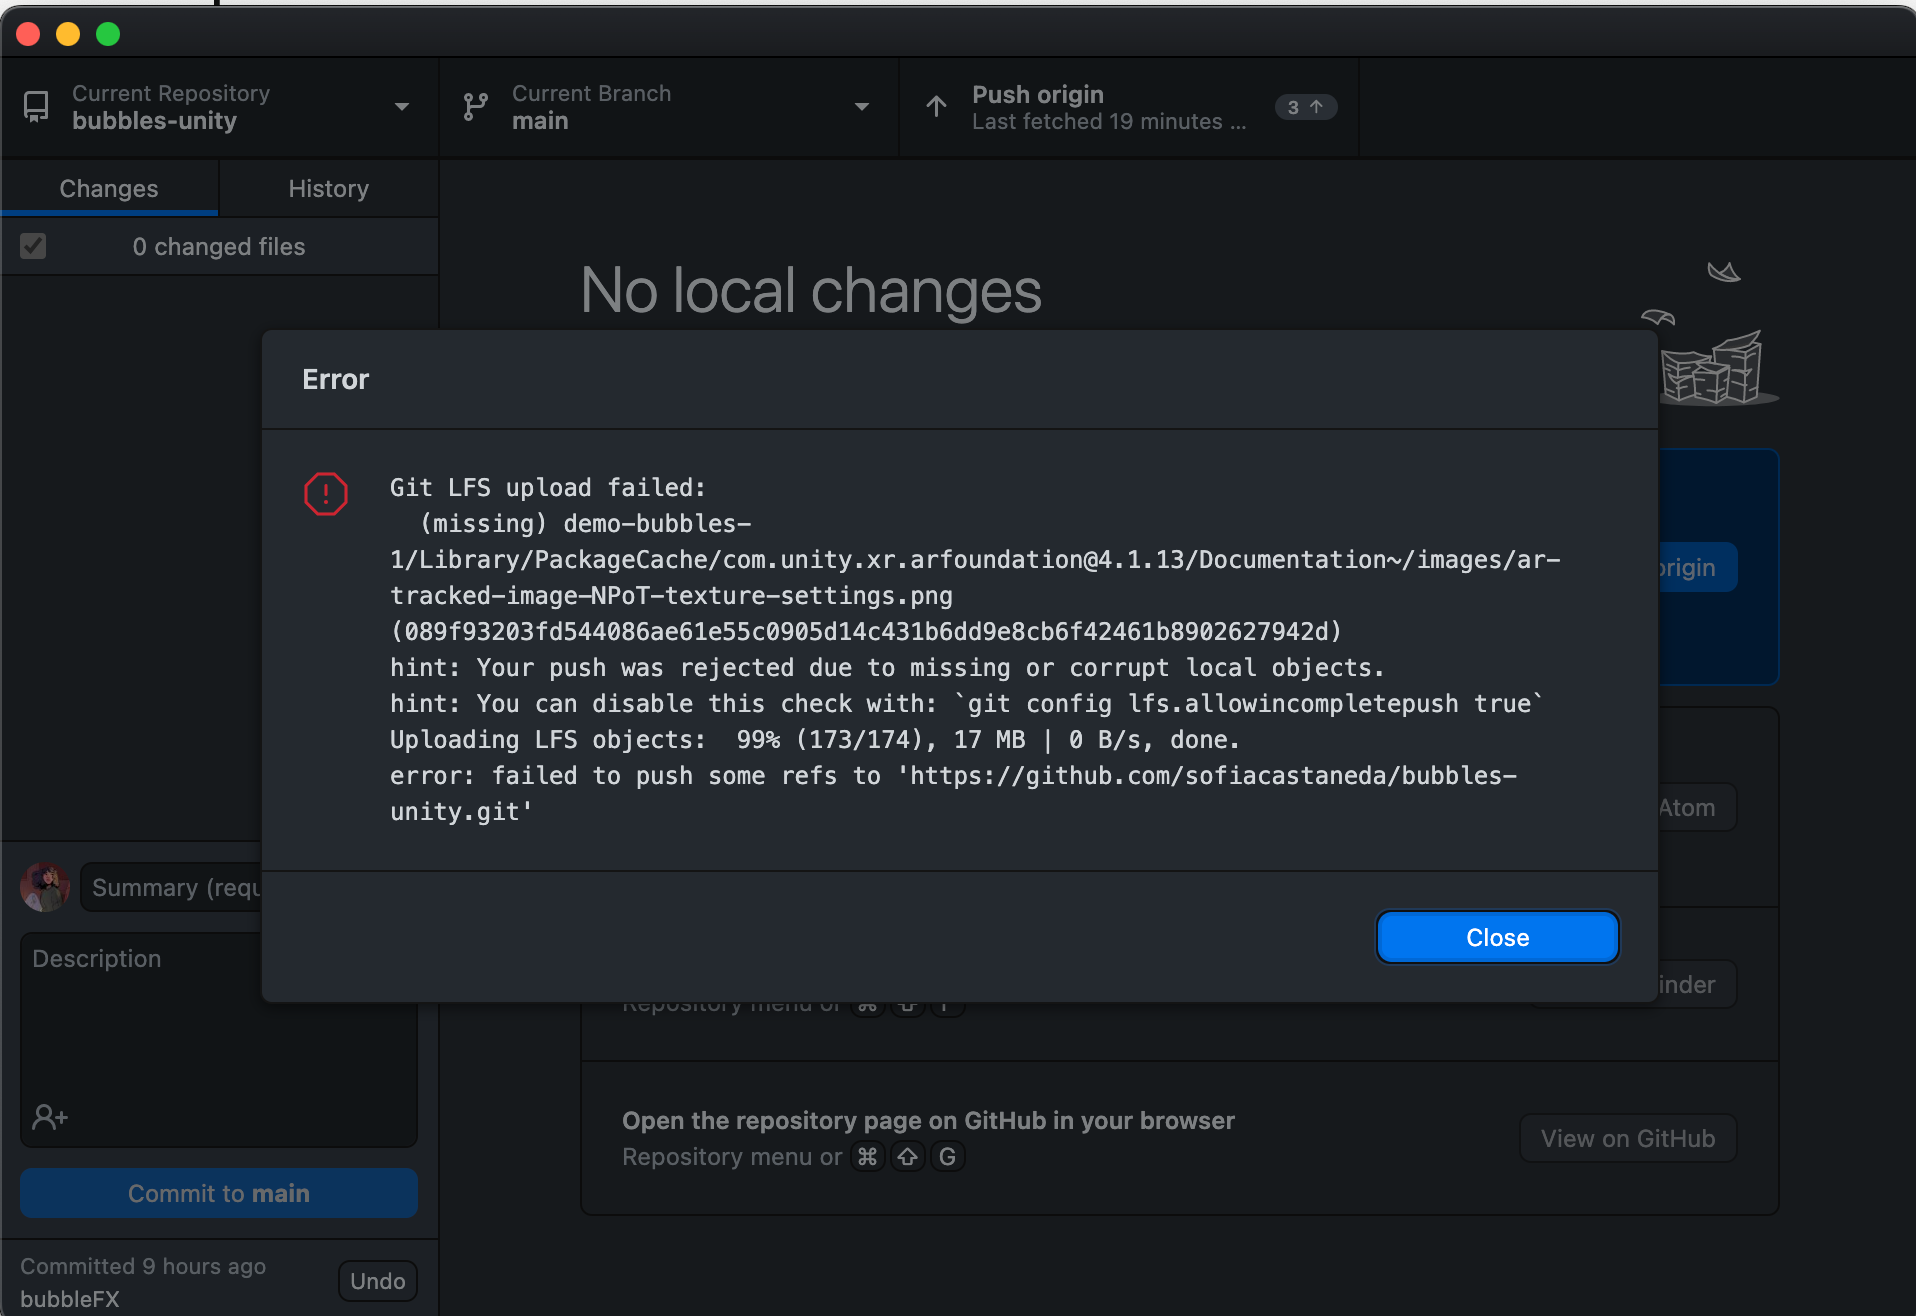 Current Repository
bubbles-unity
Current Branch
main
Push origin
Last fetched 19 minutes ...
3
Changes
History
0 changed files
No local changes
Error
Git LFS upload failed:
(missing) demo-bubbles-
1/Library/PackageCache/com.unity.xr.arfoundation@4.1.13/Documentation~/images/ar-
tracked-image-NPoT-texture-settings.png
(089f93203fd544086ae61e55c0905d14c431b6dd9e8cb6f42461b8902627942d)
hint: Your push was rejected due to missing or corrupt local objects.
hint: You can disable this check with: `git config lfs.allowincompletepush true`
Uploading LFS objects:  99% (173/174), 17 MB | 0 B/s, done.
error: failed to push some refs to 'https://github.com/sofiacastaneda/bubbles-
unity.git'
Close
origin
Atom
inder
Summary (requ
Description
Repository menu or ⌘ ⇧ F
Open the repository page on GitHub in your browser
Repository menu or ⌘ ⇧ G
View on GitHub
Commit to main
Committed 9 hours ago
bubbleFX
Undo